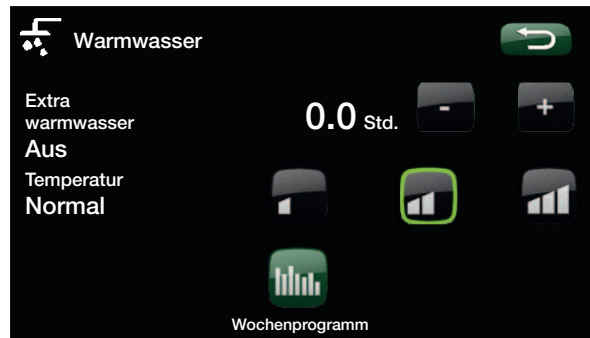 Warmwasser
Extra
warmwasser
0.0 Std. - +
Aus
Temperatur
Normal
Wochenprogramm